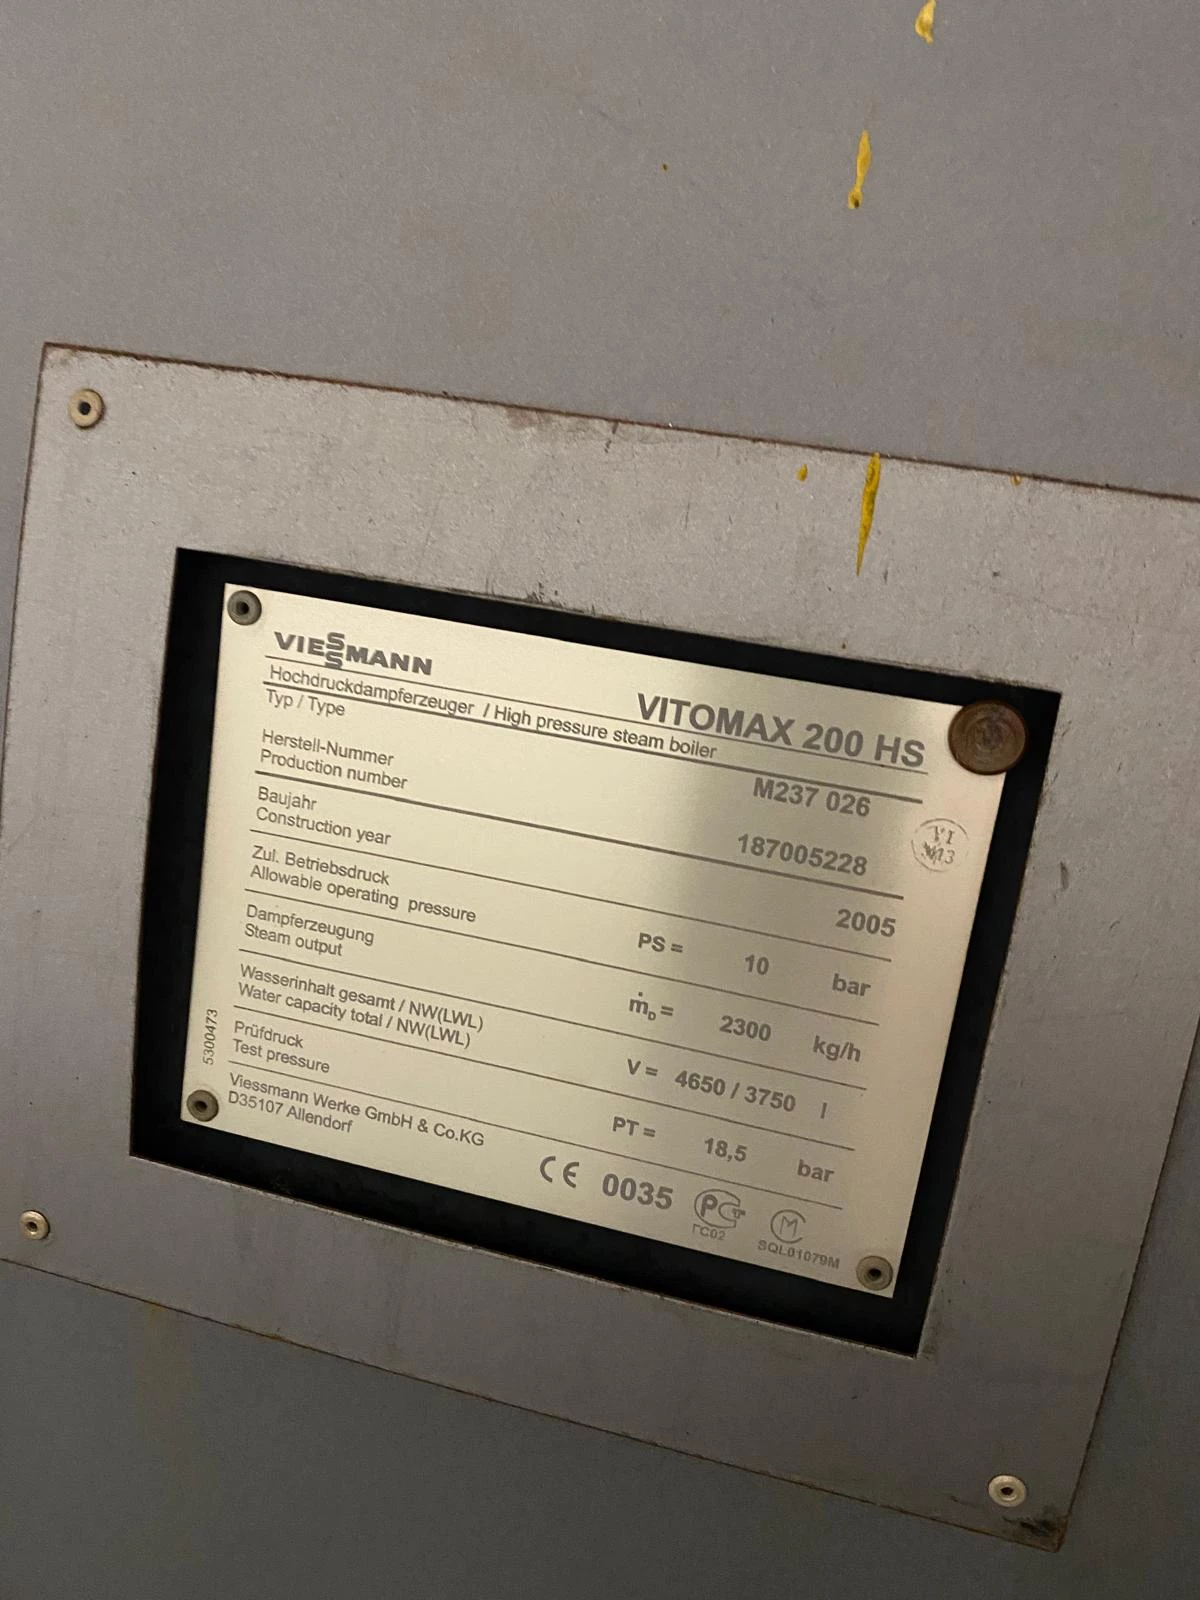 VIESSMANN
VITOMAX 200 HS
Hochdruckdampferzeuger / High pressure steam boiler
Typ / Type M237 026
Herstell-Nummer
Production number 187005228
Baujahr
Construction year 2005
Zul. Betriebsdruck
Allowable operating pressure PS = 10 bar
Dampferzeugung
Steam output ṁD = 2300 kg/h
Wasserinhalt gesamt / NW(LWL)
Water capacity total / NW(LWL) V = 4650 / 3750 l
Prüfdruck
Test pressure PT = 18,5 bar
Viessmann Werke GmbH & Co.KG
D35107 Allendorf
CE 0035
ГС02
SQL01079M
5300473